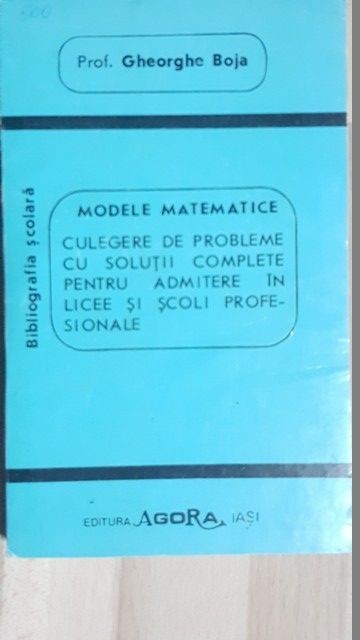 Prof. Gheorghe Boja
Bibliografia școlară
MODELE MATEMATICE
CULEGERE DE PROBLEME
CU SOLUȚII COMPLETE
PENTRU ADMITERE ÎN
LICEE ȘI ȘCOLI PROFE-
SIONALE
EDITURA AGORA IAȘI